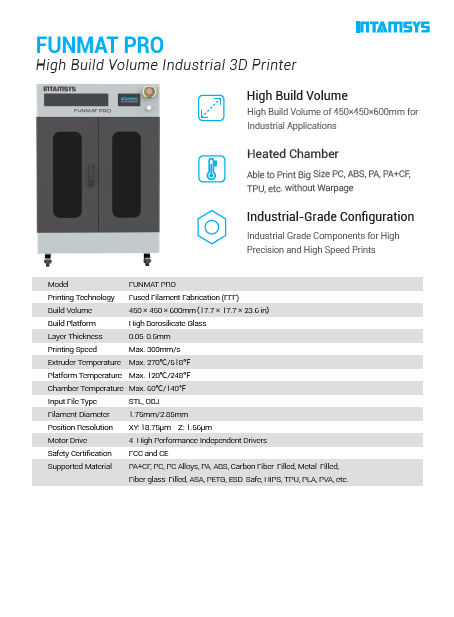 INTAMSYS
FUNMAT PRO
High Build Volume Industrial 3D Printer
INTAMSYS
FUNMAT PRO
High Build Volume
High Build Volume of 450×450×600mm for
Industrial Applications
Heated Chamber
Able to Print Big Size PC, ABS, PA, PA+CF,
TPU, etc. without Warpage
Industrial-Grade Configuration
Industrial Grade Components for High
Precision and High Speed Prints
Model FUNMAT PRO
Printing Technology Fused Filament Fabrication (FFF)
Build Volume 450 × 450 × 600mm (17.7 × 17.7 × 23.6 in)
Build Platform High Borosilicate Glass
Layer Thickness 0.05-0.5mm
Printing Speed Max. 300mm/s
Extruder Temperature Max. 270℃/518℉
Platform Temperature Max. 120℃/248℉
Chamber Temperature Max. 60℃/140℉
Input File Type STL, OBJ
Filament Diameter 1.75mm/2.85mm
Position Resolution XY: 18.75μm Z: 1.56μm
Motor Drive 4 High Performance Independent Drivers
Safety Certification FCC and CE
Supported Material PA+CF, PC, PC Alloys, PA, ABS, Carbon Fiber-Filled, Metal-Filled,
Fiber glass-Filled, ASA, PETG, ESD-Safe, HIPS, TPU, PLA, PVA, etc.